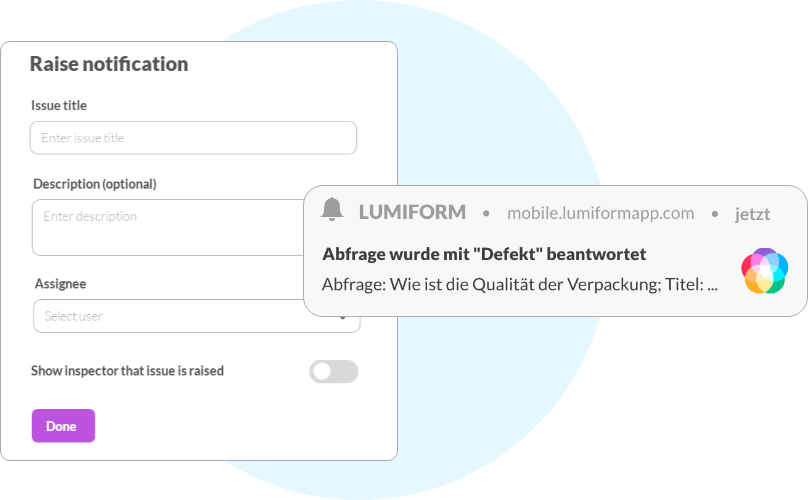 Raise notification
Issue title
Enter issue title
Description (optional)
Enter description
Assignee
Select user
Show inspector that issue is raised
Done
LUMIFORM • mobile.lumiformapp.com • jetzt
Abfrage wurde mit "Defekt" beantwortet
Abfrage: Wie ist die Qualität der Verpackung; Titel: ...